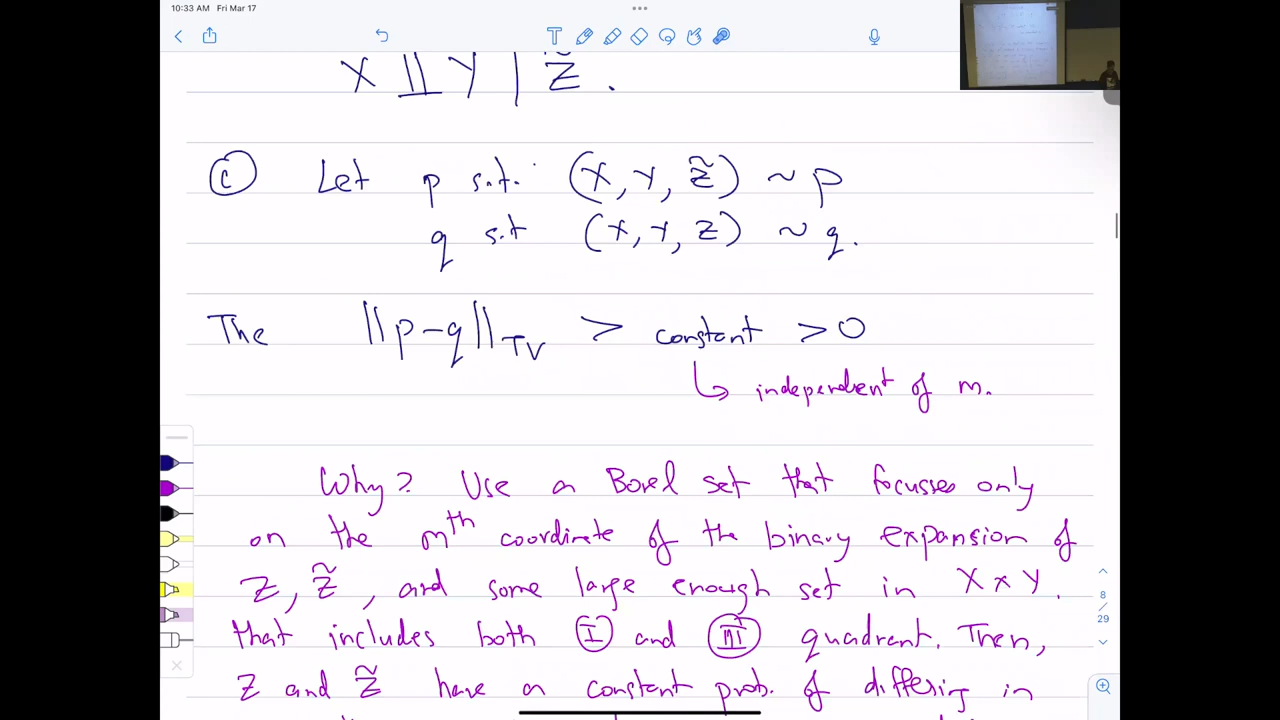 10:33 AM Fri Mar 17
X ⫫ Y | Z̃ .
(c) Let p s.t. (X, Y, Z̃) ~ p
q s.t (X, Y, Z) ~ q.
The ||p-q||_TV > constant > 0
↳ independent of m.
Why? Use a Borel set that focusses only
on the m^th coordinate of the binary expansion of
Z, Z̃, and some large enough set in X x Y.
that includes both (I) and (III) quadrant. Then,
Z and Z̃ have a constant prob. of differing in
8
/
29